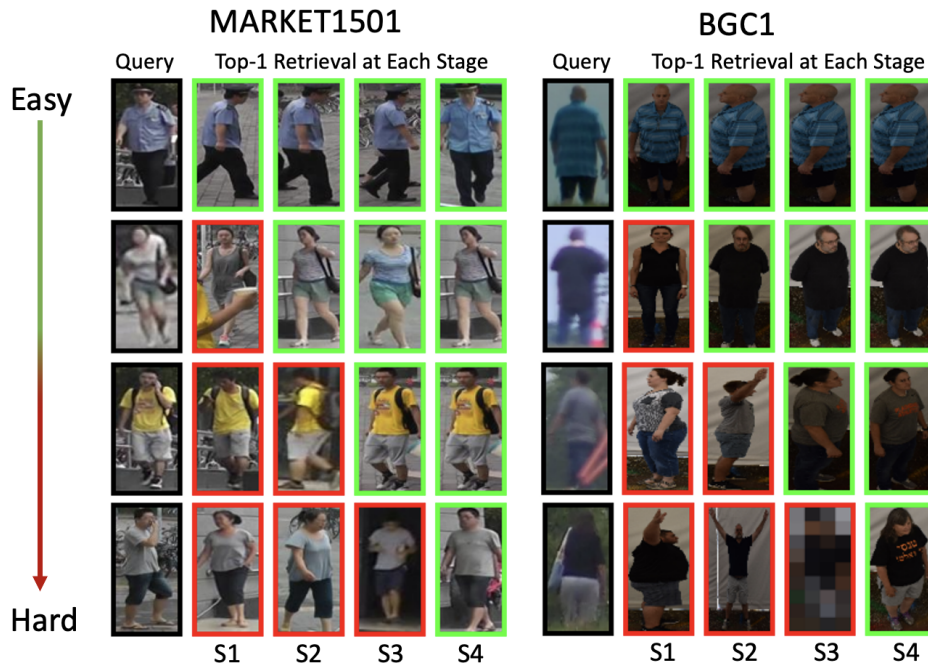 MARKET1501
BGC1
Query
Top-1 Retrieval at Each Stage
Query
Top-1 Retrieval at Each Stage
Easy
Hard
S1
S2
S3
S4
S1
S2
S3
S4